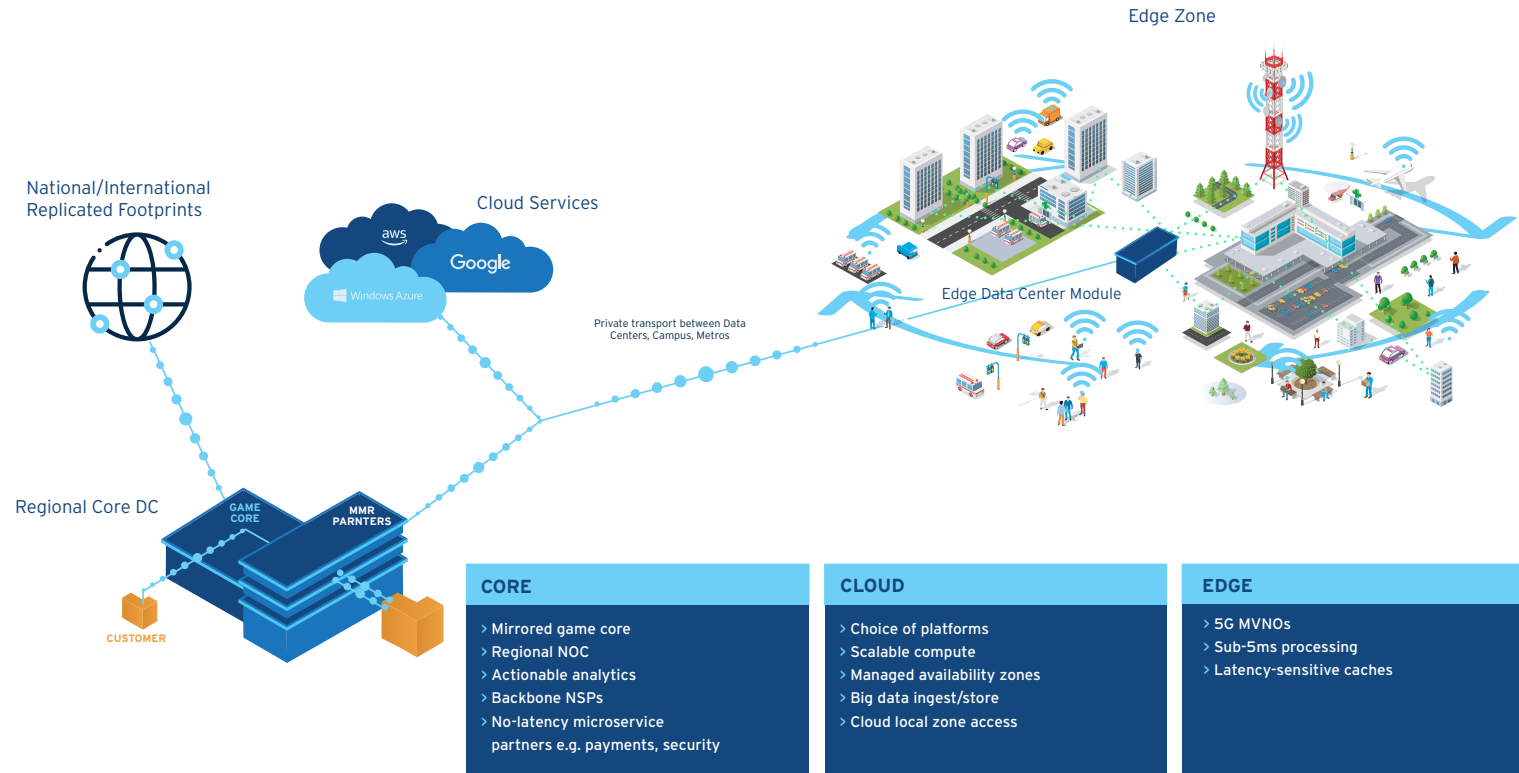 Edge Zone
National/International
Replicated Footprints
Cloud Services
aws
Google
Windows Azure
Edge Data Center Module
Private transport between Data
Centers, Campus, Metros
Regional Core DC
GAME
CORE
MMR
PARNTERS
CUSTOMER
CORE
> Mirrored game core
> Regional NOC
> Actionable analytics
> Backbone NSPs
> No-latency microservice
partners e.g. payments, security
CLOUD
> Choice of platforms
> Scalable compute
> Managed availability zones
> Big data ingest/store
> Cloud local zone access
EDGE
> 5G MVNOs
> Sub-5ms processing
> Latency-sensitive caches